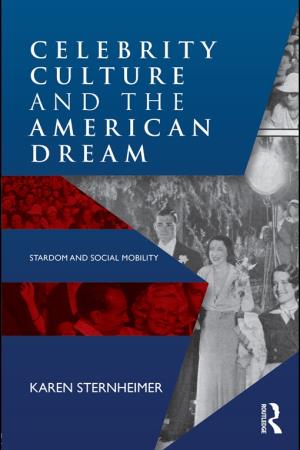 CELEBRITY
CULTURE
AND THE
AMERICAN
DREAM
STARDOM AND SOCIAL MOBILITY
KAREN STERNHEIMER
R
ROUTLEDGE